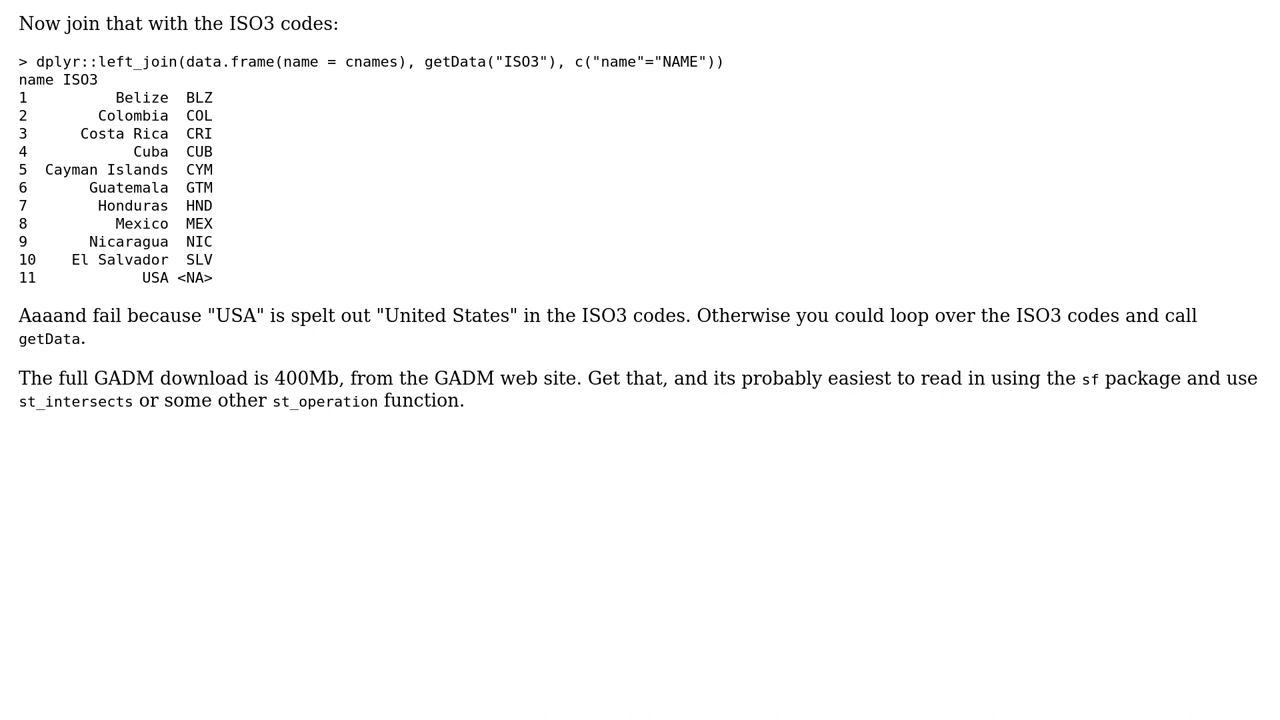 Now join that with the ISO3 codes:
> dplyr::left_join(data.frame(name = cnames), getData("ISO3"), c("name"="NAME"))
name ISO3
1          Belize  BLZ
2        Colombia  COL
3      Costa Rica  CRI
4            Cuba  CUB
5  Cayman Islands  CYM
6       Guatemala  GTM
7        Honduras  HND
8          Mexico  MEX
9       Nicaragua  NIC
10    El Salvador  SLV
11            USA <NA>
Aaaand fail because "USA" is spelt out "United States" in the ISO3 codes. Otherwise you could loop over the ISO3 codes and call
getData.
The full GADM download is 400Mb, from the GADM web site. Get that, and its probably easiest to read in using the sf package and use
st_intersects or some other st_operation function.